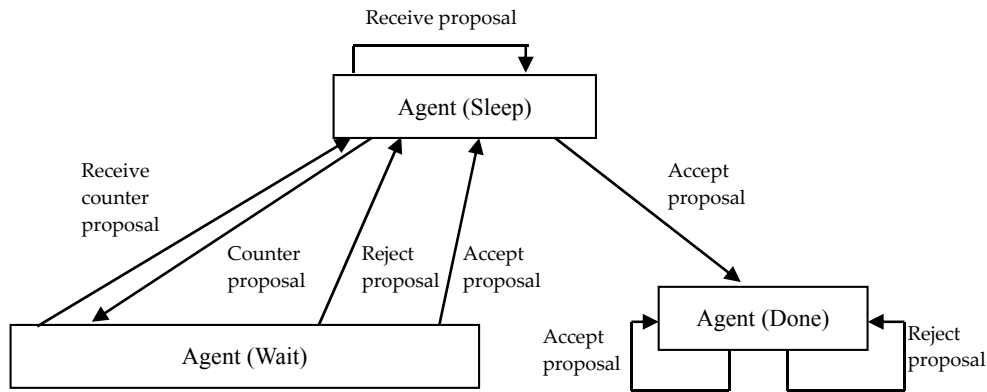 Receive proposal
Agent (Sleep)
Receive
counter
proposal
Accept
proposal
Counter
proposal
Reject
proposal
Accept
proposal
Agent (Wait)
Agent (Done)
Accept
proposal
Reject
proposal